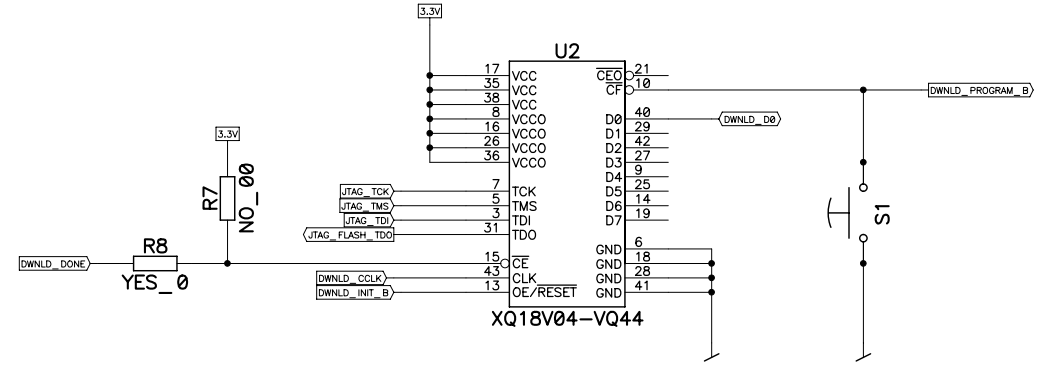 3.3V
U2
17 VCC
35 VCC
38 VCC
8 VCCO
16 VCCO
26 VCCO
36 VCCO
JTAG_TCK 7 TCK
JTAG_TMS 5 TMS
JTAG_TDI 3 TDI
JTAG_FLASH_TDO 31 TDO
15 CE
DWNLD_CCLK 43 CLK
DWNLD_INIT_B 13 OE/RESET
CEO 21
CF 10
D0 40
D1 29
D2 42
D3 27
D4 9
D5 25
D6 14
D7 19
GND 6
GND 18
GND 28
GND 41
XQ18V04-VQ44
DWNLD_PROGRAM_B
DWNLD_D0
S1
3.3V
R7
NO_00
R8
DWNLD_DONE
YES_0